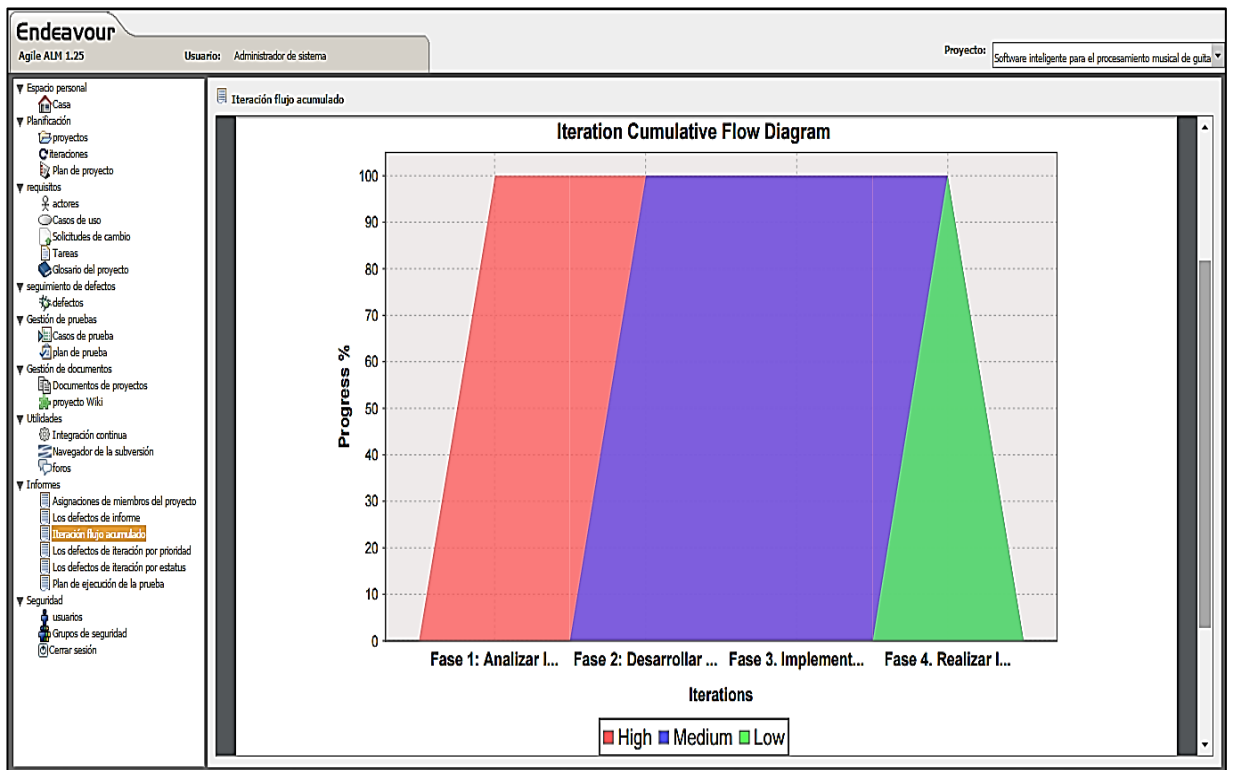 Endeavour
Agile ALM 1.25 Usuario: Administrador de sistema
Proyecto: Software inteligente para el procesamiento musical de guita
Espacio personal
Casa
Planificación
proyectos
iteraciones
Plan de proyecto
requisitos
actores
Casos de uso
Solicitudes de cambio
Tareas
Glosario del proyecto
seguimiento de defectos
defectos
Gestión de pruebas
Casos de prueba
plan de prueba
Gestión de documentos
Documentos de proyectos
proyecto Wiki
Utilidades
Integración continua
Navegador de la subversión
foros
Informes
Asignaciones de miembros del proyecto
Los defectos de informe
Iteración flujo acumulado
Los defectos de iteración por prioridad
Los defectos de iteración por estatus
Plan de ejecución de la prueba
Seguridad
usuarios
Grupos de seguridad
Cerrar sesión
Iteración flujo acumulado
Iteration Cumulative Flow Diagram
Progress %
100
90
80
70
60
50
40
30
20
10
0
Fase 1: Analizar l... Fase 2: Desarrollar ... Fase 3. Implement... Fase 4. Realizar l...
Iterations
High Medium Low